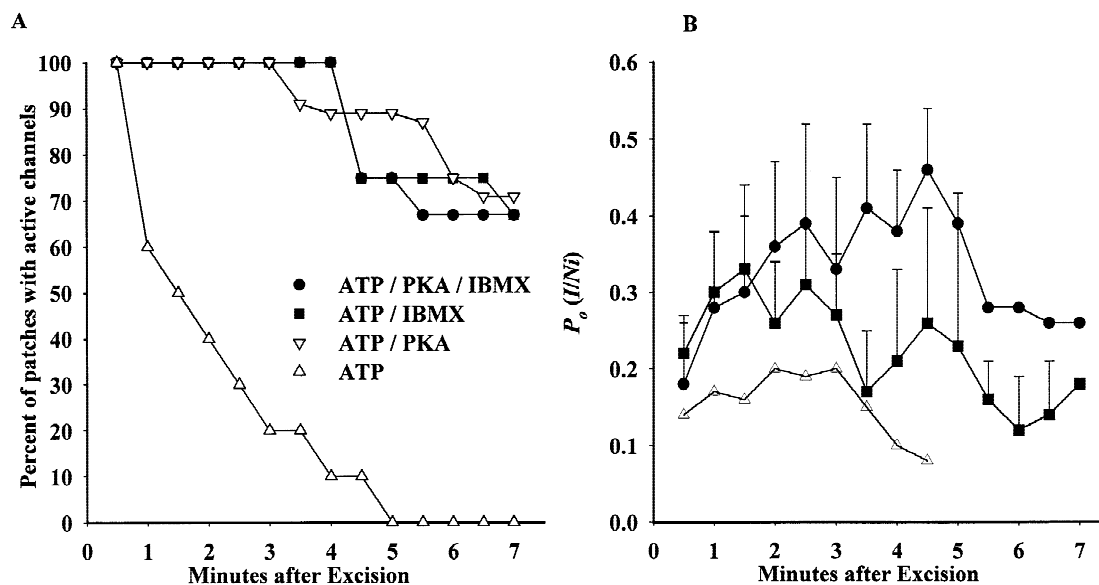 A
B
Percent of patches with active channels
100
90
80
70
60
50
40
30
20
10
0
0 1 2 3 4 5 6 7
Minutes after Excision
ATP / PKA / IBMX
ATP / IBMX
ATP / PKA
ATP
Po (I/Ni)
0.6
0.5
0.4
0.3
0.2
0.1
0.0
0 1 2 3 4 5 6 7
Minutes after Excision